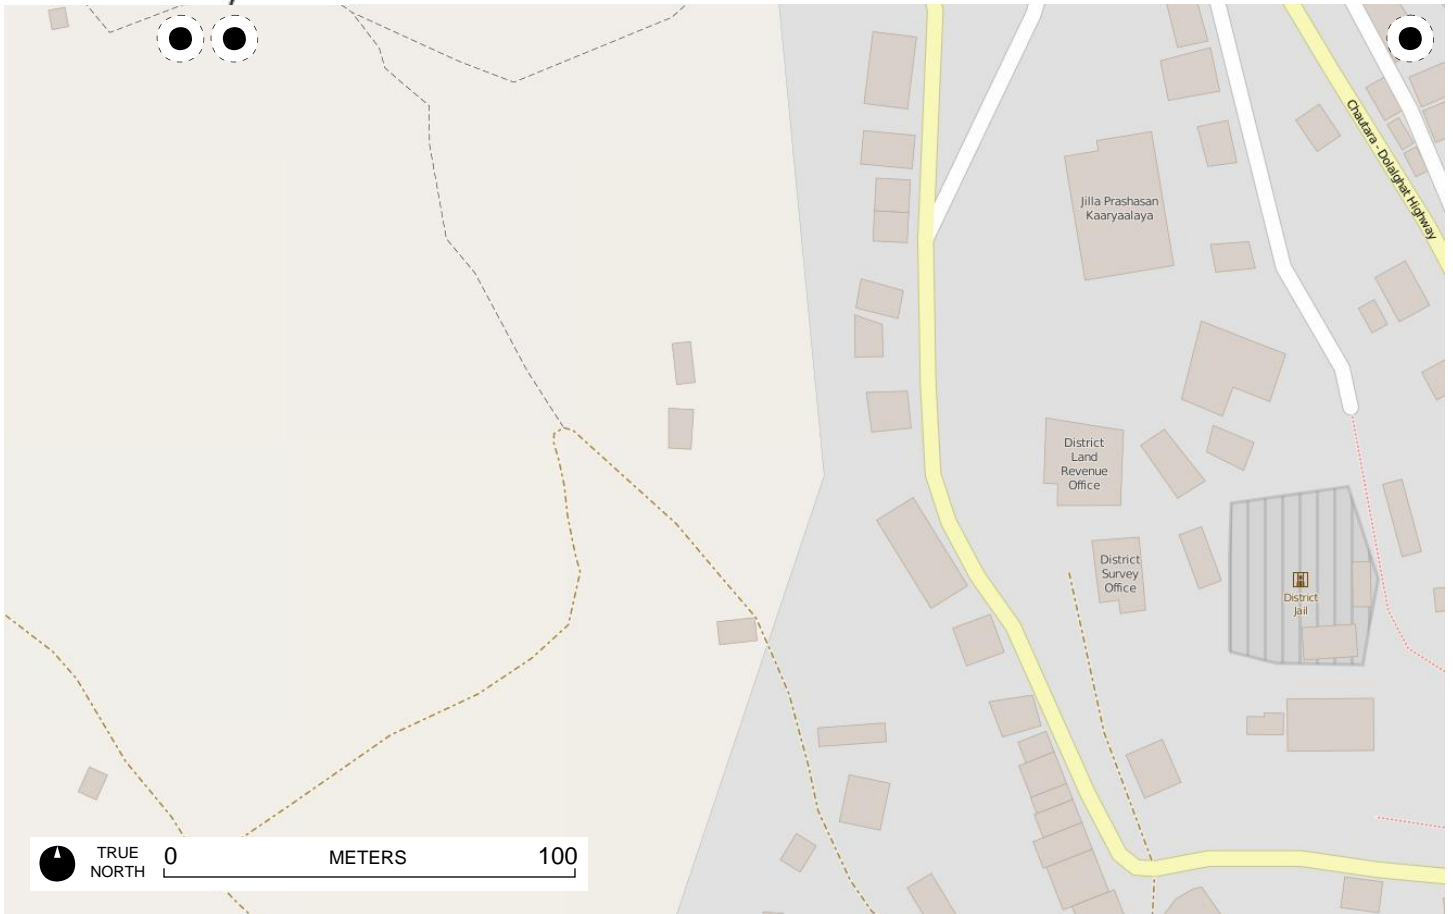 Chautara - Dolalghat Highway
Jilla Prashasan
Kaaryaalaya
District
Land
Revenue
Office
District
Survey
Office
District
Jail
TRUE
NORTH
0
METERS
100